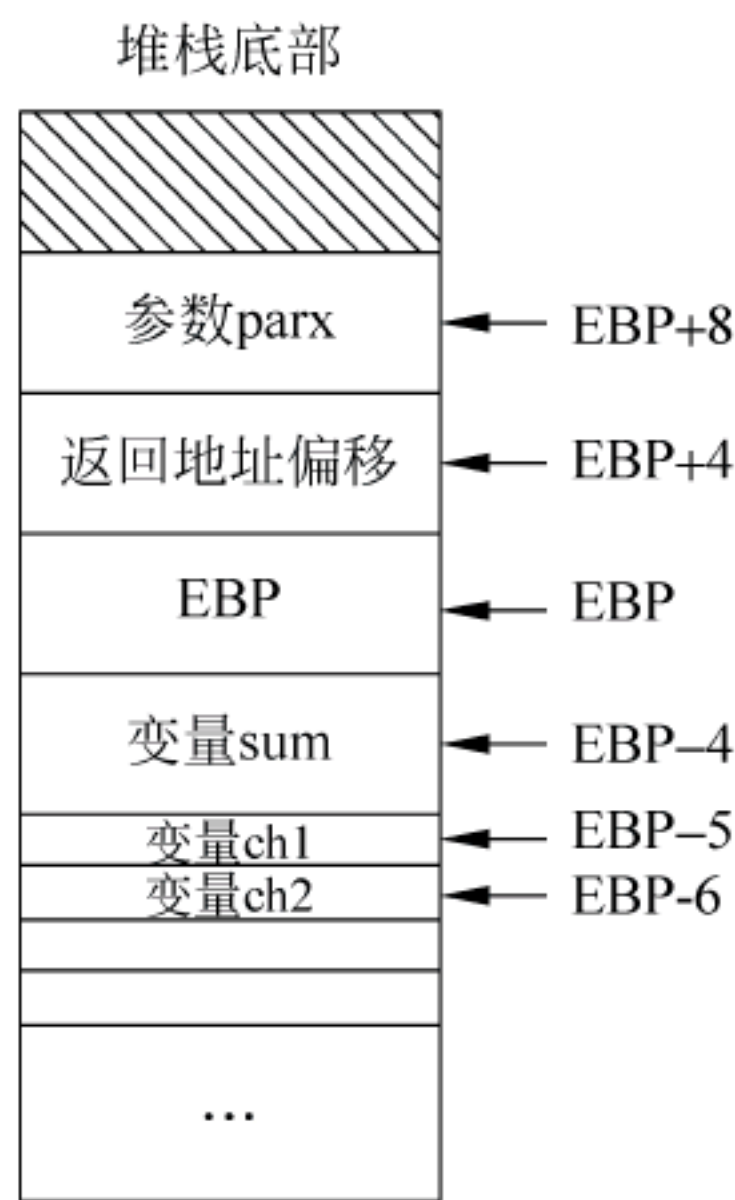 堆栈底部
参数parx EBP+8
返回地址偏移 EBP+4
EBP EBP
变量sum EBP–4
变量ch1 EBP–5
变量ch2 EBP-6
…